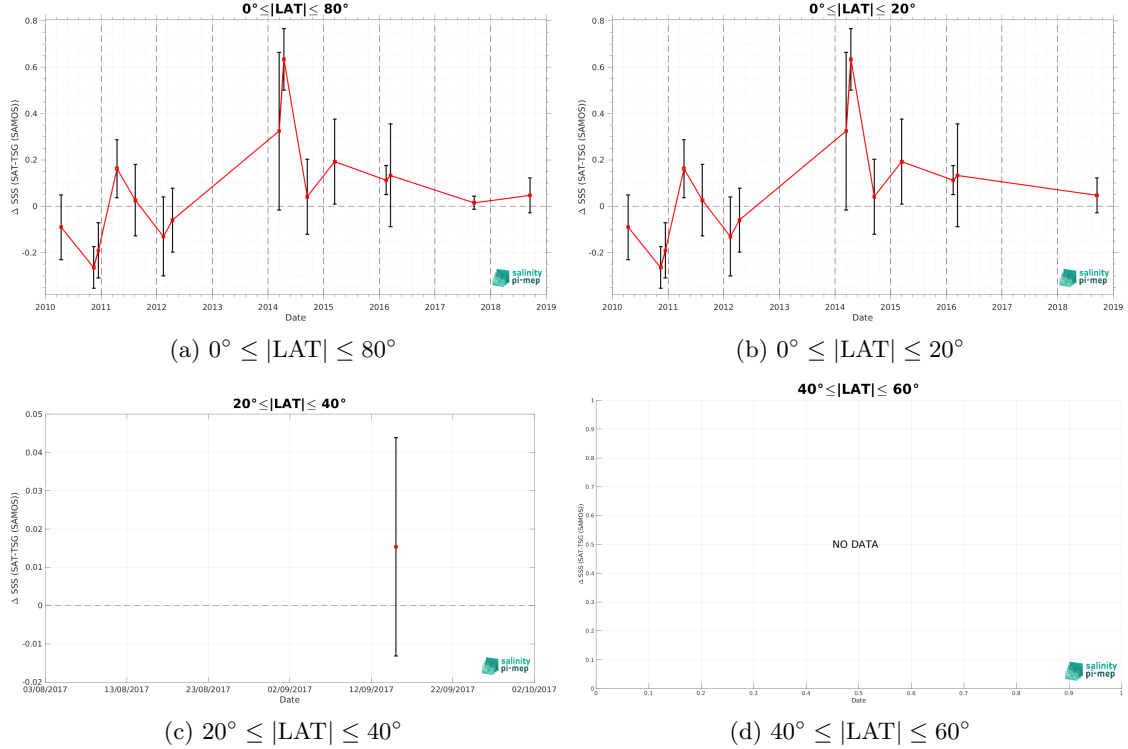 0°≤|LAT|≤ 80°
Δ SSS (SAT-TSG (SAMOS))
0.8
0.6
0.4
0.2
0
-0.2
2010 2011 2012 2013 2014 2015 2016 2017 2018 2019
Date
salinity
pi-mep
(a) 0° ≤ |LAT| ≤ 80°
0°≤|LAT|≤ 20°
Δ SSS (SAT-TSG (SAMOS))
0.8
0.6
0.4
0.2
0
-0.2
2010 2011 2012 2013 2014 2015 2016 2017 2018 2019
Date
salinity
pi-mep
(b) 0° ≤ |LAT| ≤ 20°
20°≤|LAT|≤ 40°
Δ SSS (SAT-TSG (SAMOS))
0.05
0.04
0.03
0.02
0.01
0
-0.01
-0.02
03/08/2017 13/08/2017 23/08/2017 02/09/2017 12/09/2017 22/09/2017 02/10/2017
Date
salinity
pi-mep
(c) 20° ≤ |LAT| ≤ 40°
40°≤|LAT|≤ 60°
Δ SSS (SAT-TSG (SAMOS))
1
0.9
0.8
0.7
0.6
0.5
0.4
0.3
0.2
0.1
0
NO DATA
0 0.1 0.2 0.3 0.4 0.5 0.6 0.7 0.8 0.9 1
Date
salinity
pi-mep
(d) 40° ≤ |LAT| ≤ 60°